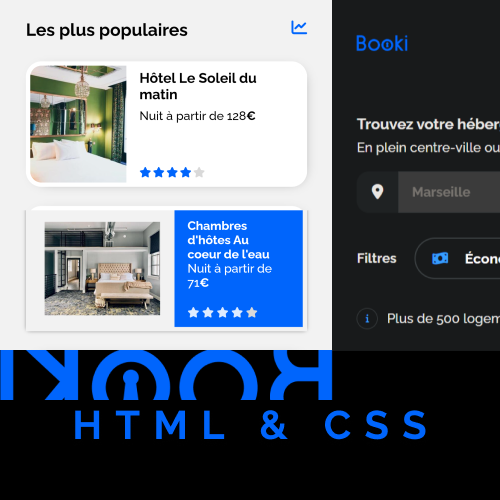 Les plus populaires
Hôtel Le Soleil du
matin
Nuit à partir de 128€
Chambres
d'hôtes Au
coeur de l'eau
Nuit à partir de
71€
Booki
Trouvez votre héber
En plein centre-ville ou
Marseille
Filtres
Écono
Plus de 500 logem
BOOKI
HTML & CSS